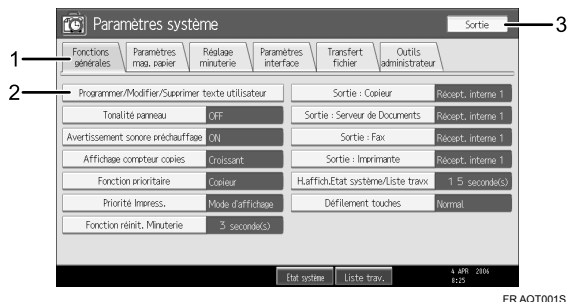 Paramètres système
Sortie
3
1
Fonctions générales
Paramètres mag. papier
Réglage minuterie
Paramètres interface
Transfert fichier
Outils administrateur
2
Programmer/Modifier/Supprimer texte utilisateur
Tonalité panneau OFF
Avertissement sonore préchauffage ON
Affichage compteur copies Croissant
Fonction prioritaire Copieur
Priorité Impress. Mode d'affichage
Fonction réinit. Minuterie 3 seconde(s)
Sortie : Copieur Récept. interne 1
Sortie : Serveur de Documents Récept. interne 1
Sortie : Fax Récept. interne 1
Sortie : Imprimante Récept. interne 1
H.affich.Etat système/Liste travx 1 5 seconde(s)
Défilement touches Normal
Etat système
Liste trav.
4 APR 2006
8:25
FR AQT001S